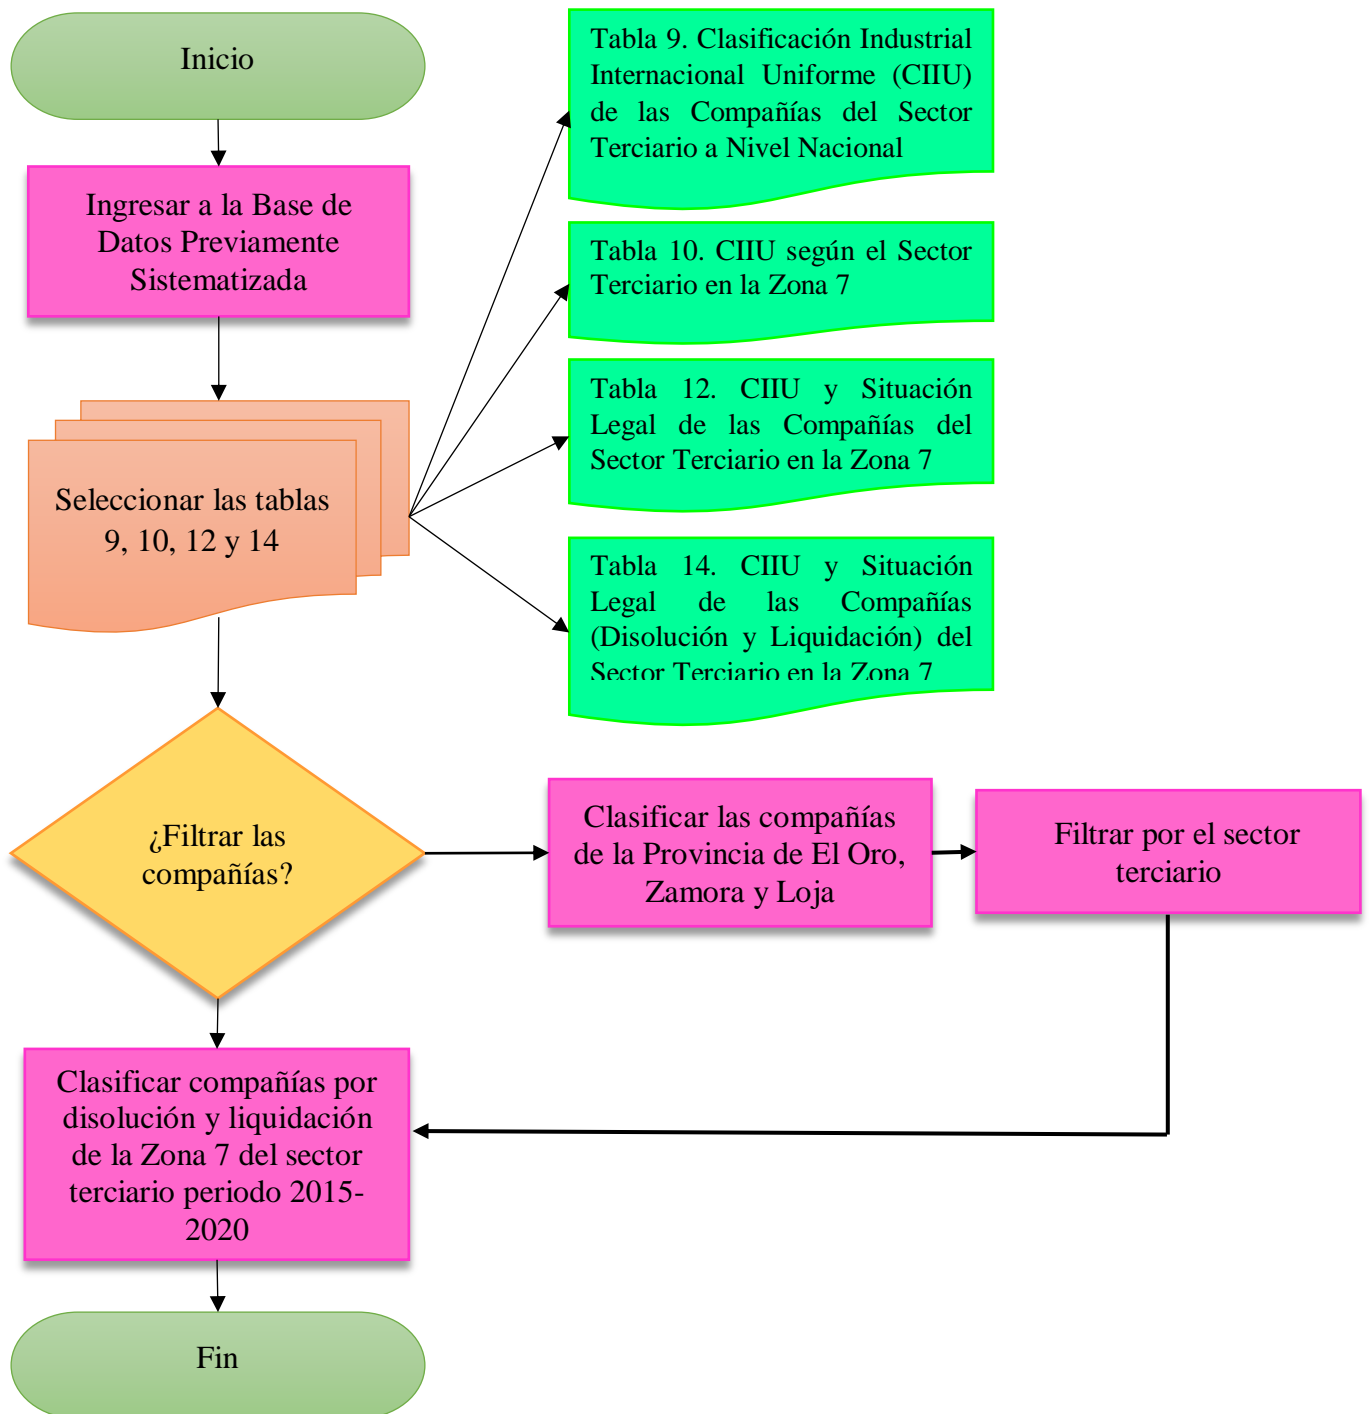 Inicio
Ingresar a la Base de
Datos Previamente
Sistematizada
Seleccionar las tablas
9, 10, 12 y 14
Tabla 9. Clasificación Industrial
Internacional Uniforme (CIIU)
de las Compañías del Sector
Terciario a Nivel Nacional
Tabla 10. CIIU según el Sector
Terciario en la Zona 7
Tabla 12. CIIU y Situación
Legal de las Compañías del
Sector Terciario en la Zona 7
Tabla 14. CIIU y Situación
Legal de las Compañías
(Disolución y Liquidación) del
Sector Terciario en la Zona 7
¿Filtrar las
compañías?
Clasificar las compañías
de la Provincia de El Oro,
Zamora y Loja
Filtrar por el sector
terciario
Clasificar compañías por
disolución y liquidación
de la Zona 7 del sector
terciario periodo 2015-
2020
Fin